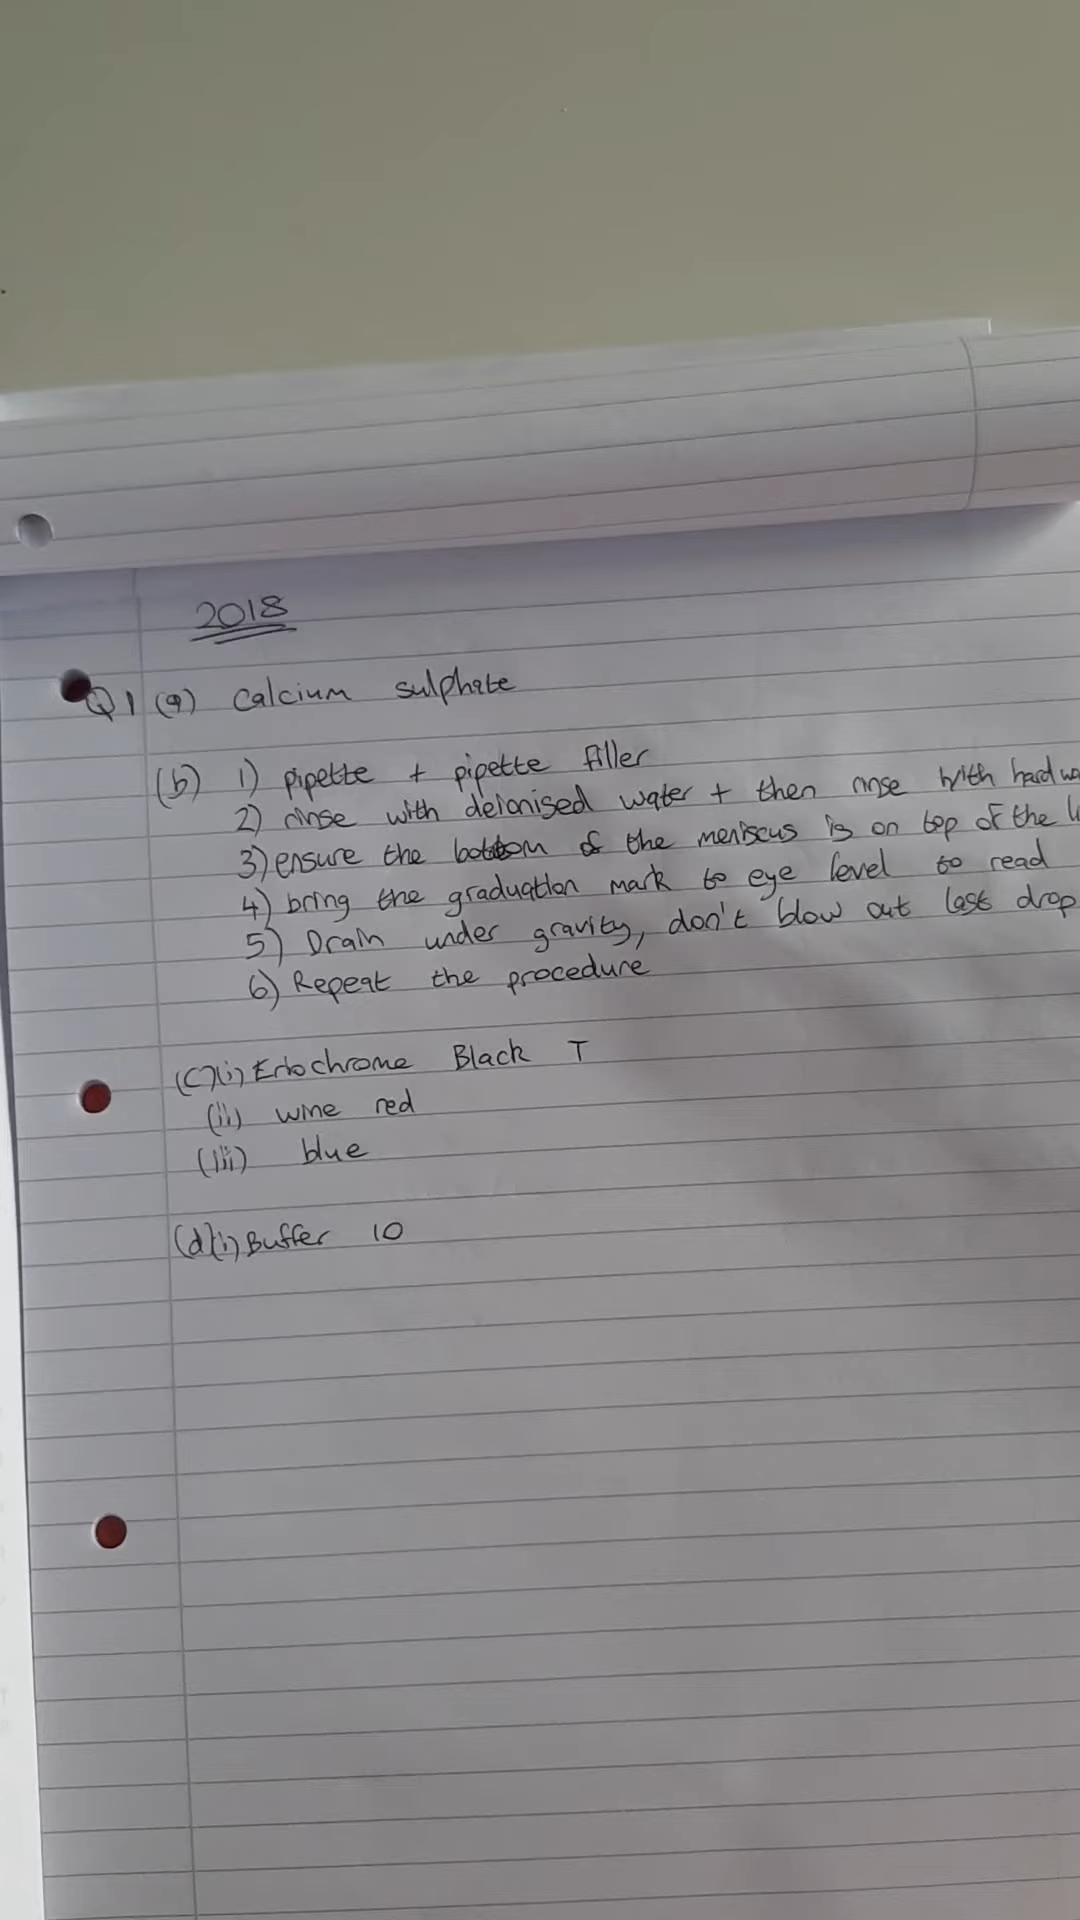 2018
Q1 (a) Calcium sulphate
(b) 1) pipette + pipette filler
2) rinse with deionised water + then rinse with hard
3) ensure the bottom of the meniscus is on top of the
4) bring the graduation mark to eye level to read
5) Drain under gravity, don't blow out last drop
6) Repeat the procedure
(c)(i) Eriochrome Black T
(ii) wine red
(iii) blue
(d)(i) Buffer 10